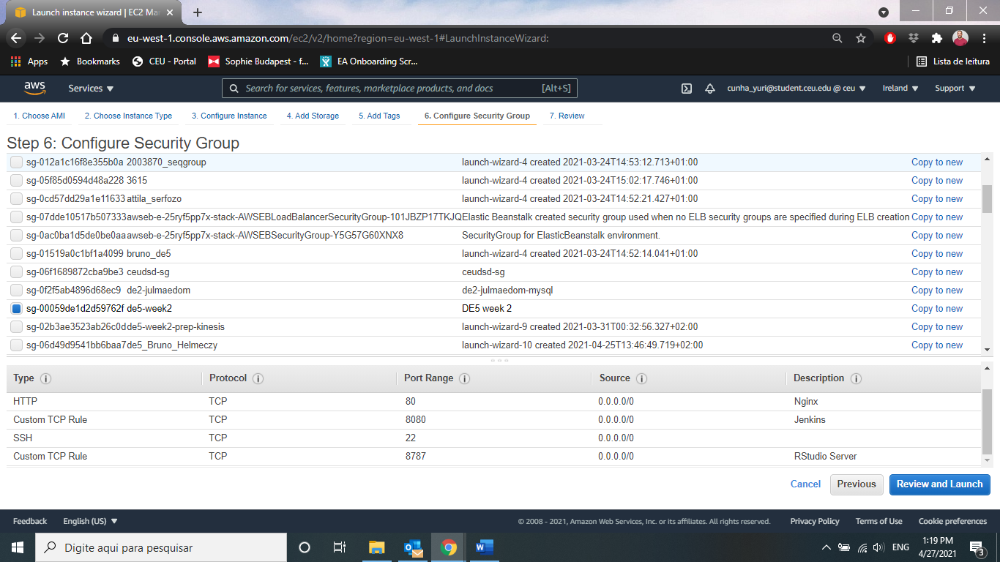 Launch instance wizard | EC2 Mar
eu-west-1.console.aws.amazon.com/ec2/v2/home?region=eu-west-1#LaunchInstanceWizard:
Apps Bookmarks CEU - Portal Sophie Budapest - f... EA Onboarding Scr... Lista de leitura
aws Services Search for services, features, marketplace products, and docs [Alt+S] cunha_yuri@student.ceu.edu @ ceu Ireland Support
1. Choose AMI 2. Choose Instance Type 3. Configure Instance 4. Add Storage 5. Add Tags 6. Configure Security Group 7. Review
Step 6: Configure Security Group
sg-012a1c16f8e355b0a 2003870_seqgroup launch-wizard-4 created 2021-03-24T14:53:12.713+01:00 Copy to new
sg-05f85d0594d48a228 3615 launch-wizard-4 created 2021-03-24T15:02:17.746+01:00 Copy to new
sg-0cd57dd29a1e11633 attila_serfozo launch-wizard-4 created 2021-03-24T14:52:21.427+01:00 Copy to new
sg-07dde10517b507333 awseb-e-25ryf5pp7x-stack-AWSEBLoadBalancerSecurityGroup-101JBZP17TKJQ Elastic Beanstalk created security group used when no ELB security groups are specified during ELB creation Copy to new
sg-0ac0ba1d5de0be0aa awseb-e-25ryf5pp7x-stack-AWSEBSecurityGroup-Y5G57G60XNX8 SecurityGroup for ElasticBeanstalk environment. Copy to new
sg-01519a0c1bf1a4099 bruno_de5 launch-wizard-4 created 2021-03-24T14:52:14.041+01:00 Copy to new
sg-06f1689872cba9be3 ceudsd-sg ceudsd-sg Copy to new
sg-0f2f5ab4896d68ec9 de2-julmaedom de2-julmaedom-mysql Copy to new
sg-00059de1d2d59762f de5-week2 DE5 week 2 Copy to new
sg-02b3ae3523ab26c0d de5-week2-prep-kinesis launch-wizard-9 created 2021-03-31T00:32:56.327+02:00 Copy to new
sg-06d49d9541bb6baa7 de5_Bruno_Helmeczy launch-wizard-10 created 2021-04-25T13:46:49.719+02:00 Copy to new
Type Protocol Port Range Source Description
HTTP TCP 80 0.0.0.0/0 Nginx
Custom TCP Rule TCP 8080 0.0.0.0/0 Jenkins
SSH TCP 22 0.0.0.0/0
Custom TCP Rule TCP 8787 0.0.0.0/0 RStudio Server
Cancel Previous Review and Launch
Feedback English (US) © 2008 - 2021, Amazon Web Services, Inc. or its affiliates. All rights reserved. Privacy Policy Terms of Use Cookie preferences
Digite aqui para pesquisar ENG 1:19 PM
4/27/2021 3